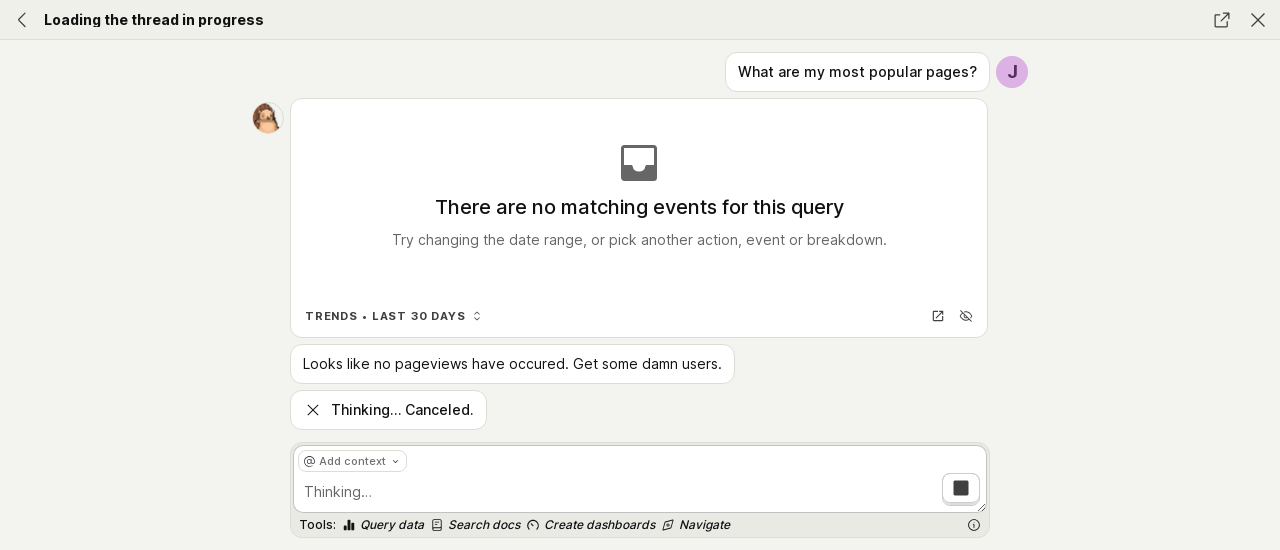 Loading the thread in progress
What are my most popular pages?
J
There are no matching events for this query
Try changing the date range, or pick another action, event or breakdown.
TRENDS • LAST 30 DAYS
Looks like no pageviews have occured. Get some damn users.
Thinking... Canceled.
@ Add context
Thinking...
Tools: Query data Search docs Create dashboards Navigate